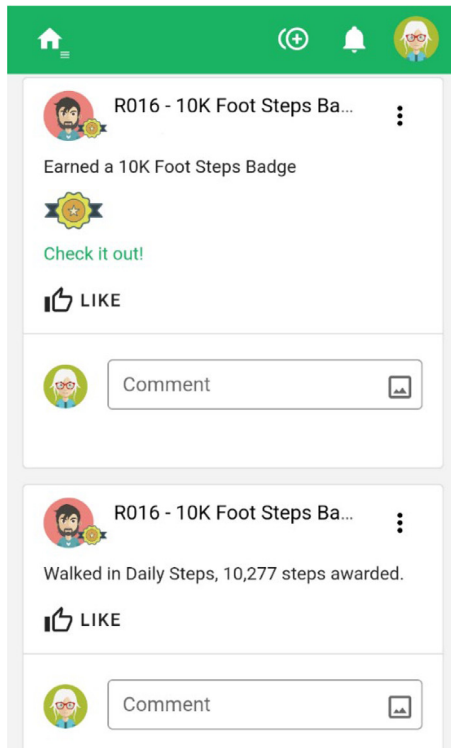 R016 - 10K Foot Steps Ba...
Earned a 10K Foot Steps Badge
Check it out!
LIKE
Comment
R016 - 10K Foot Steps Ba...
Walked in Daily Steps, 10,277 steps awarded.
LIKE
Comment